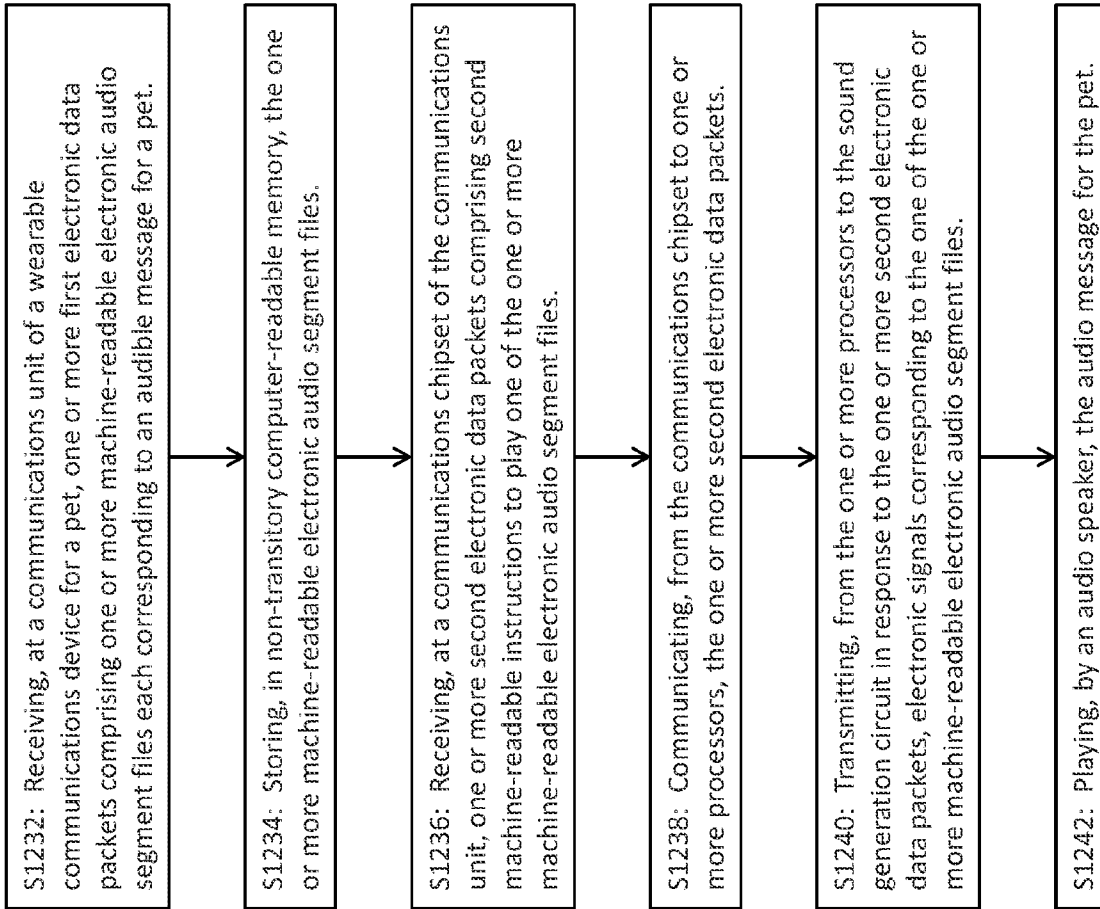 S1232: Receiving, at a communications unit of a wearable
communications device for a pet, one or more first electronic data
packets comprising one or more machine-readable electronic audio
segment files each corresponding to an audible message for a pet.
S1234: Storing, in non-transitory computer-readable memory, the one
or more machine-readable electronic audio segment files.
S1236: Receiving, at a communications chipset of the communications
unit, one or more second electronic data packets comprising second
machine-readable instructions to play one of the one or more
machine-readable electronic audio segment files.
S1238: Communicating, from the communications chipset to one or
more processors, the one or more second electronic data packets.
S1240: Transmitting, from the one or more processors to the sound
generation circuit in response to the one or more second electronic
data packets, electronic signals corresponding to the one of the one or
more machine-readable electronic audio segment files.
S1242: Playing, by an audio speaker, the audio message for the pet.